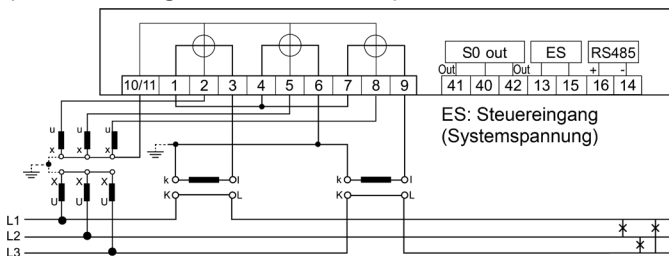 S0 out ES RS485
Out Out + -
10/11 1 2 3 4 5 6 7 8 9 41 40 42 13 15 16 14
ES: Steuereingang
(Systemspannung)
u u u
x x x
k l k l
X X X K L K L
U U U
L1
L2
L3